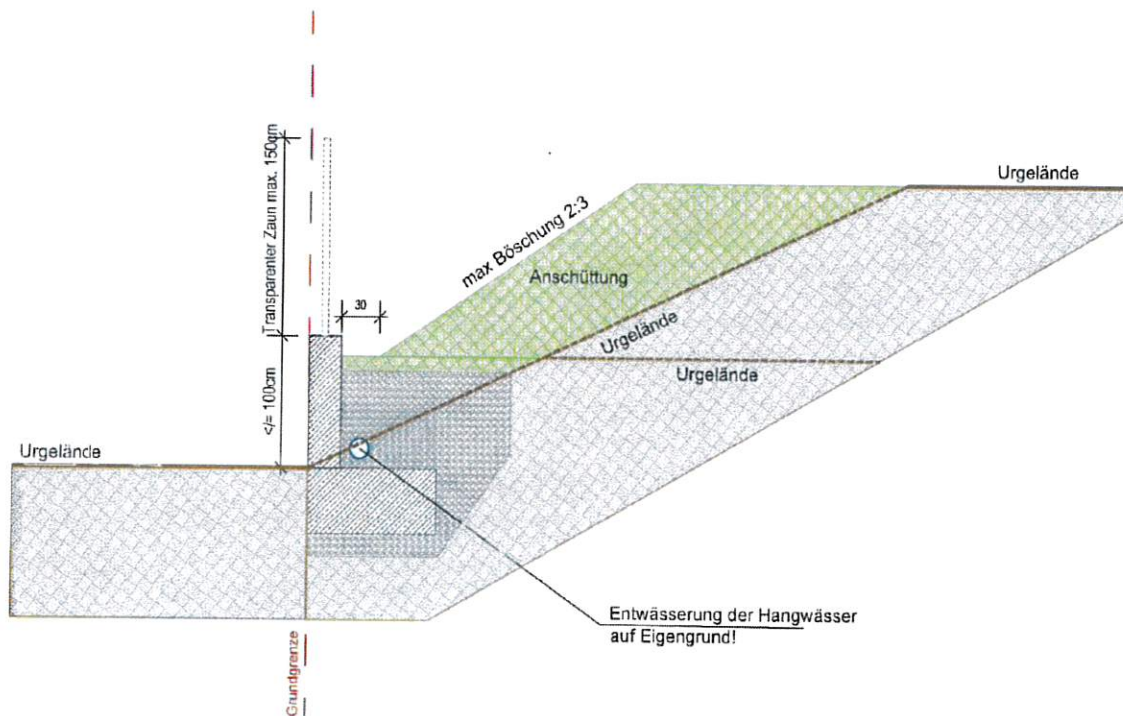 Transparenter Zaun max. 150cm
Urgelände
max Böschung 2:3
Anschüttung
30
Urgelände
Urgelände
</= 100cm
Urgelände
Entwässerung der Hangwässer
auf Eigengrund!
Grundgrenze